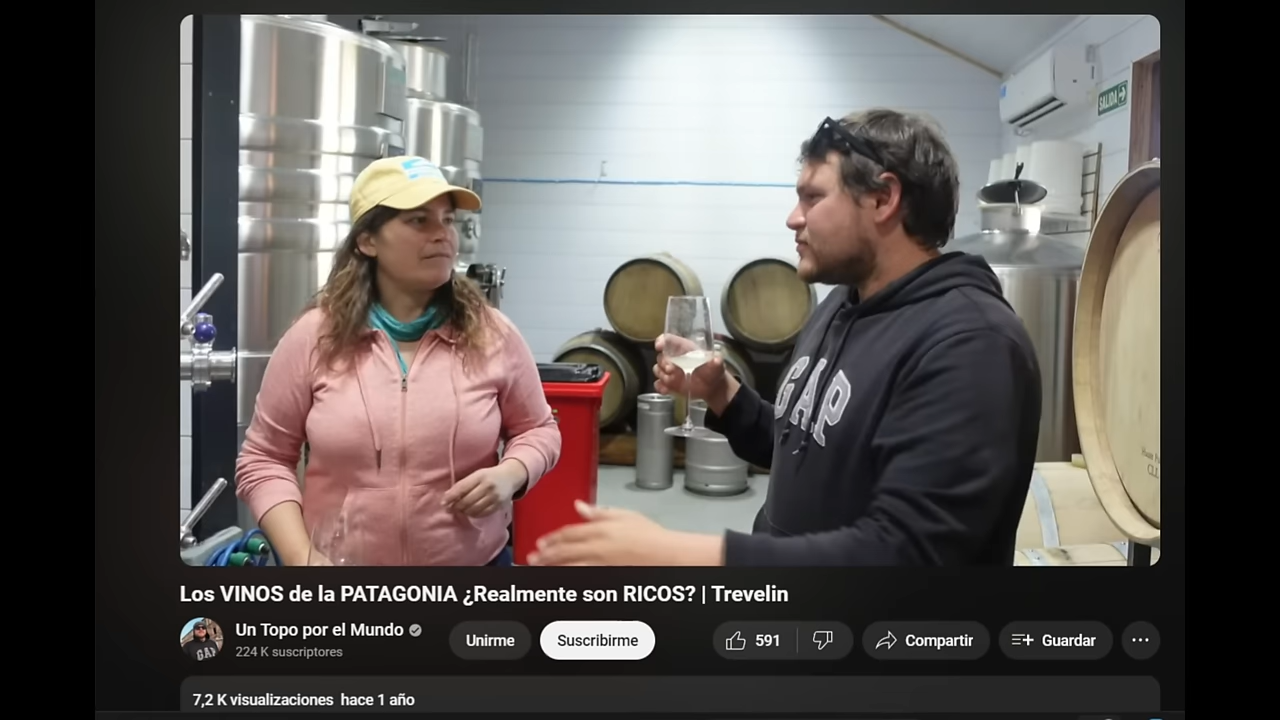 SALIDA
GAP
Los VINOS de la PATAGONIA ¿Realmente son RICOS? | Trevelin
Un Topo por el Mundo
224 K suscriptores
Unirme
Suscribirme
591
Compartir
Guardar
7,2 K visualizaciones hace 1 año